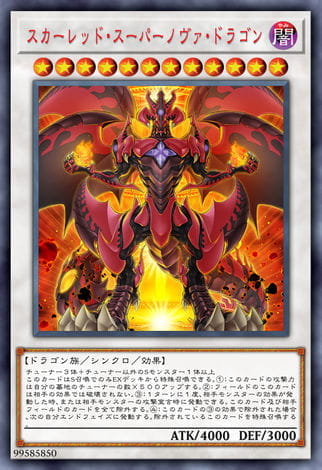 スカーレッド・スーパーノヴァ・ドラゴン
やみ
闇
【ドラゴン族／シンクロ／効果】
チューナー３体＋チューナー以外のＳモンスター１体以上
このカードはS召喚でのみEXデッキから特殊召喚できる。①:このカードの攻撃力
は自分の墓地のチューナーの数×５００アップする。②:フィールドのこのカード
は相手の効果では破壊されない。③:１ターンに１度、相手モンスターの効果が発
動した時、または相手モンスターの攻撃宣言時に発動できる。このカード及び相手
フィールドのカードを全て除外する。④:このカードの③の効果で除外された場合
、次の自分エンドフェイズに発動する。除外されているこのカードを特殊召喚する
ATK/4000 DEF/3000
99585850